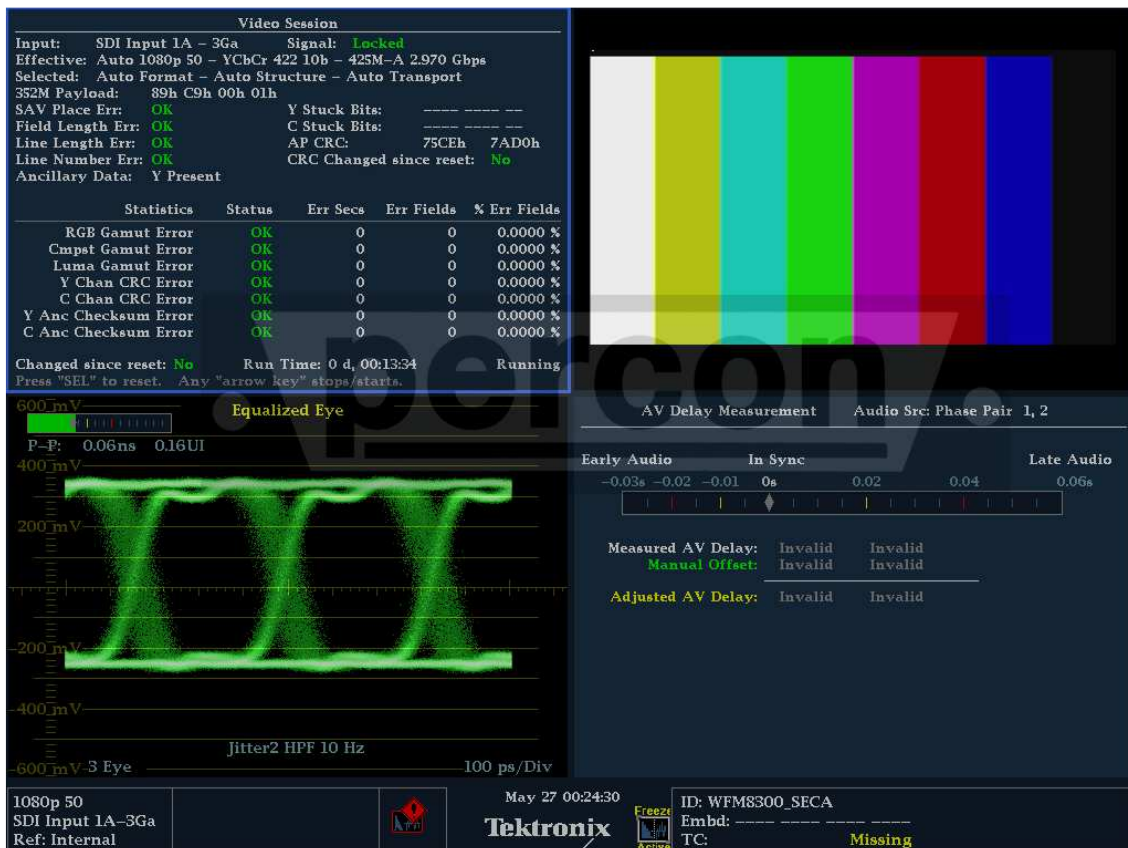 Video Session
Input: SDI Input 1A – 3Ga Signal: Locked
Effective: Auto 1080p 50 – YCbCr 422 10b – 425M–A 2.970 Gbps
Selected: Auto Format – Auto Structure – Auto Transport
352M Payload: 89h C9h 00h 01h
SAV Place Err: OK Y Stuck Bits: –––– –––– ––
Field Length Err: OK C Stuck Bits: –––– –––– ––
Line Length Err: OK AP CRC: 75CEh 7AD0h
Line Number Err: OK CRC Changed since reset: No
Ancillary Data: Y Present
Statistics Status Err Secs Err Fields % Err Fields
RGB Gamut Error OK 0 0 0.0000 %
Cmpst Gamut Error OK 0 0 0.0000 %
Luma Gamut Error OK 0 0 0.0000 %
Y Chan CRC Error OK 0 0 0.0000 %
C Chan CRC Error OK 0 0 0.0000 %
Y Anc Checksum Error OK 0 0 0.0000 %
C Anc Checksum Error OK 0 0 0.0000 %
Changed since reset: No Run Time: 0 d, 00:13:34 Running
Press "SEL" to reset. Any "arrow key" stops/starts.
percon
600 mV
Equalized Eye
P–P: 0.06ns 0.16UI
400 mV
200 mV
–200 mV
–400 mV
Jitter2 HPF 10 Hz
–600 mV 3 Eye 100 ps/Div
AV Delay Measurement Audio Src: Phase Pair 1, 2
Early Audio In Sync Late Audio
–0.03s –0.02 –0.01 0s 0.02 0.04 0.06s
Measured AV Delay: Invalid Invalid
Manual Offset: Invalid Invalid
Adjusted AV Delay: Invalid Invalid
1080p 50
SDI Input 1A–3Ga
Ref: Internal
May 27 00:24:30
Tektronix
Freeze
Active
ID: WFM8300_SECA
Embd: –––– –––– –––– ––––
TC: Missing